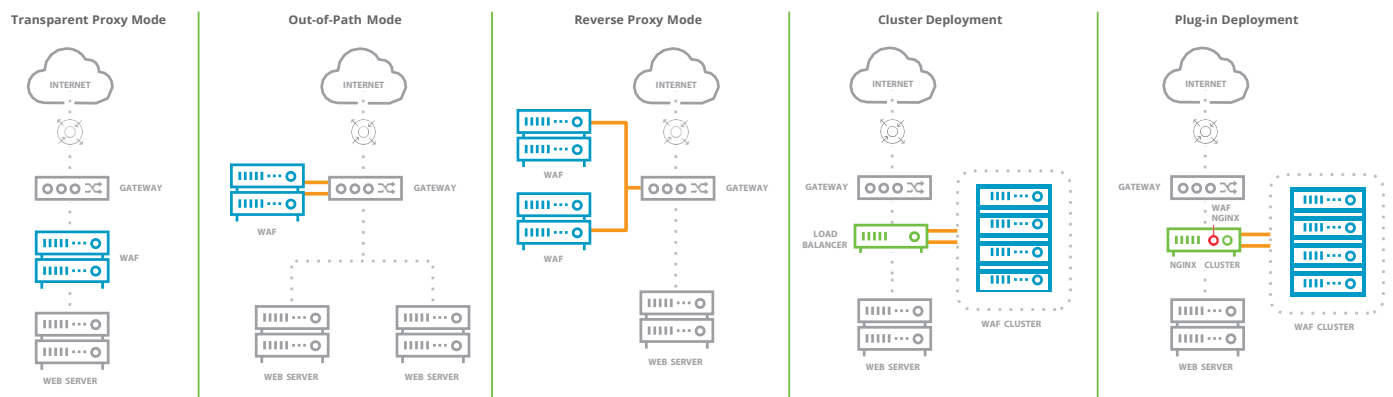 Transparent Proxy Mode
INTERNET
GATEWAY
WAF
WEB SERVER
Out-of-Path Mode
INTERNET
GATEWAY
WAF
WEB SERVER
WEB SERVER
Reverse Proxy Mode
INTERNET
WAF
GATEWAY
WAF
WEB SERVER
Cluster Deployment
INTERNET
GATEWAY
LOAD
BALANCER
WAF CLUSTER
WEB SERVER
Plug-in Deployment
INTERNET
GATEWAY
WAF
NGINX
NGINX CLUSTER
WAF CLUSTER
WEB SERVER